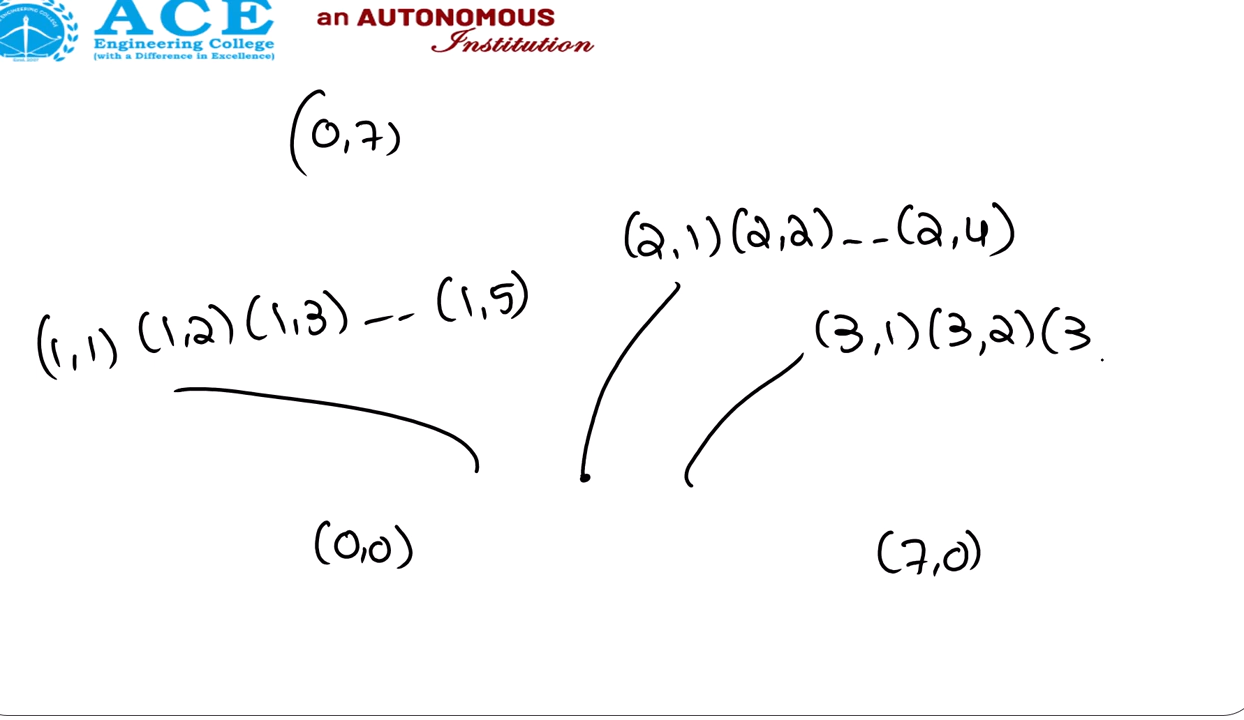 ACE
Engineering College
(with a Difference in Excellence)
an AUTONOMOUS
Institution
(0,7)
(2,1)(2,2)--(2,4)
(1,1) (1,2)(1,3)--(1,5)
(3,1)(3,2)(3
(0,0)
(7,0)